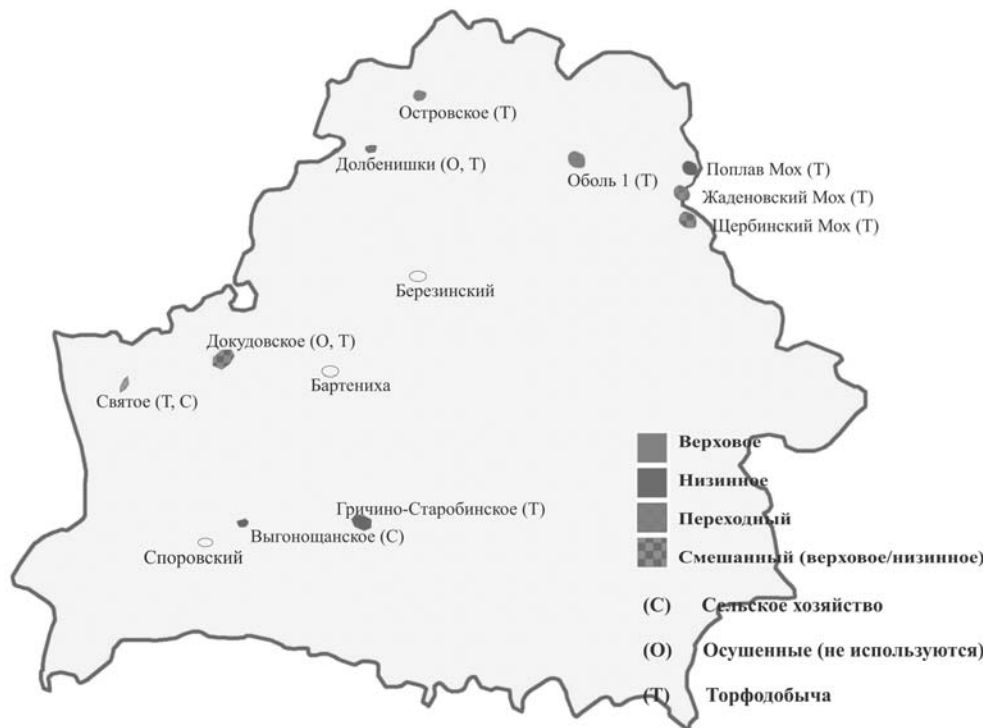 Островское (Т)
Долбенишки (О, Т)
Оболь 1 (Т)
Поплав Мох (Т)
Жаденовский Мох (Т)
Щербинский Мох (Т)
Березинский
Докудовское (О, Т)
Бартениха
Святое (Т, С)
Гричино-Старобинское (Т)
Выгонощанское (С)
Споровский
Верховое
Низинное
Переходный
Смешанный (верховое/низинное)
(С) Сельское хозяйство
(О) Осушенные (не используются)
(Т) Торфодобыча